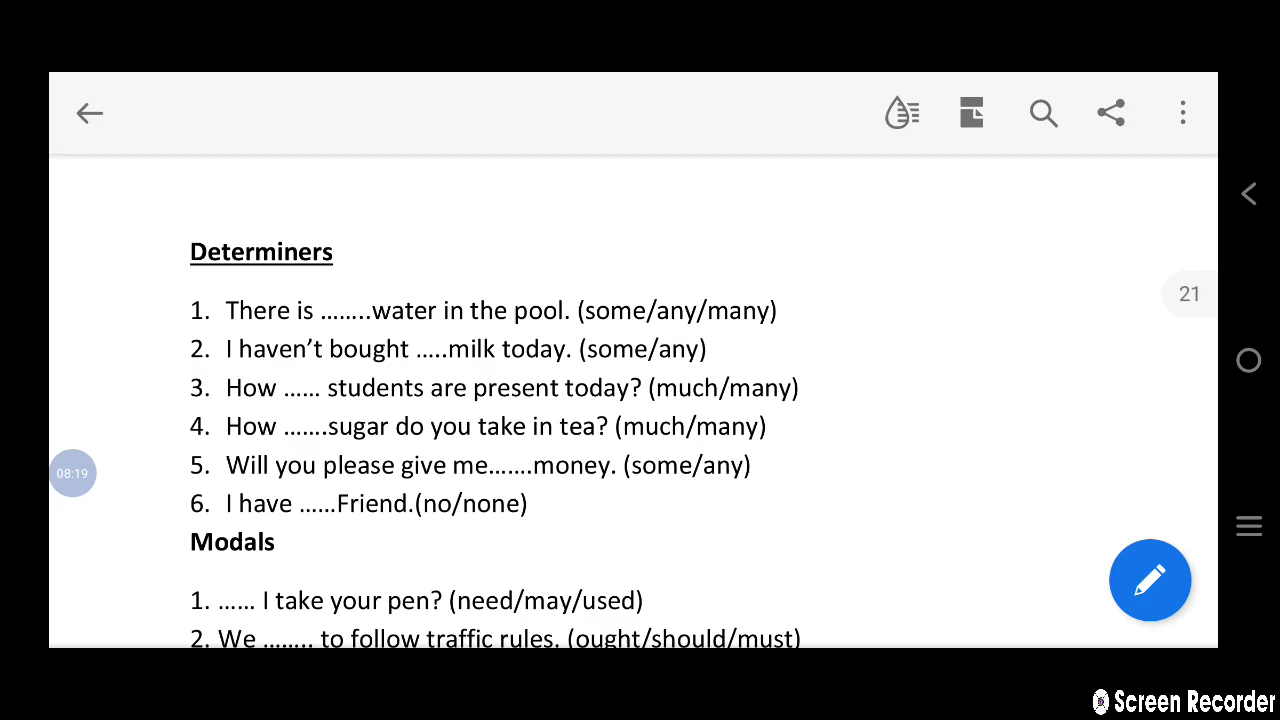 Determiners
21
1. There is ........water in the pool. (some/any/many)
2. I haven't bought .....milk today. (some/any)
3. How ...... students are present today? (much/many)
4. How .......sugar do you take in tea? (much/many)
08:19
5. Will you please give me.......money. (some/any)
6. I have ......Friend.(no/none)
Modals
1. ...... I take your pen? (need/may/used)
2. We ........ to follow traffic rules. (ought/should/must)
Screen Recorder